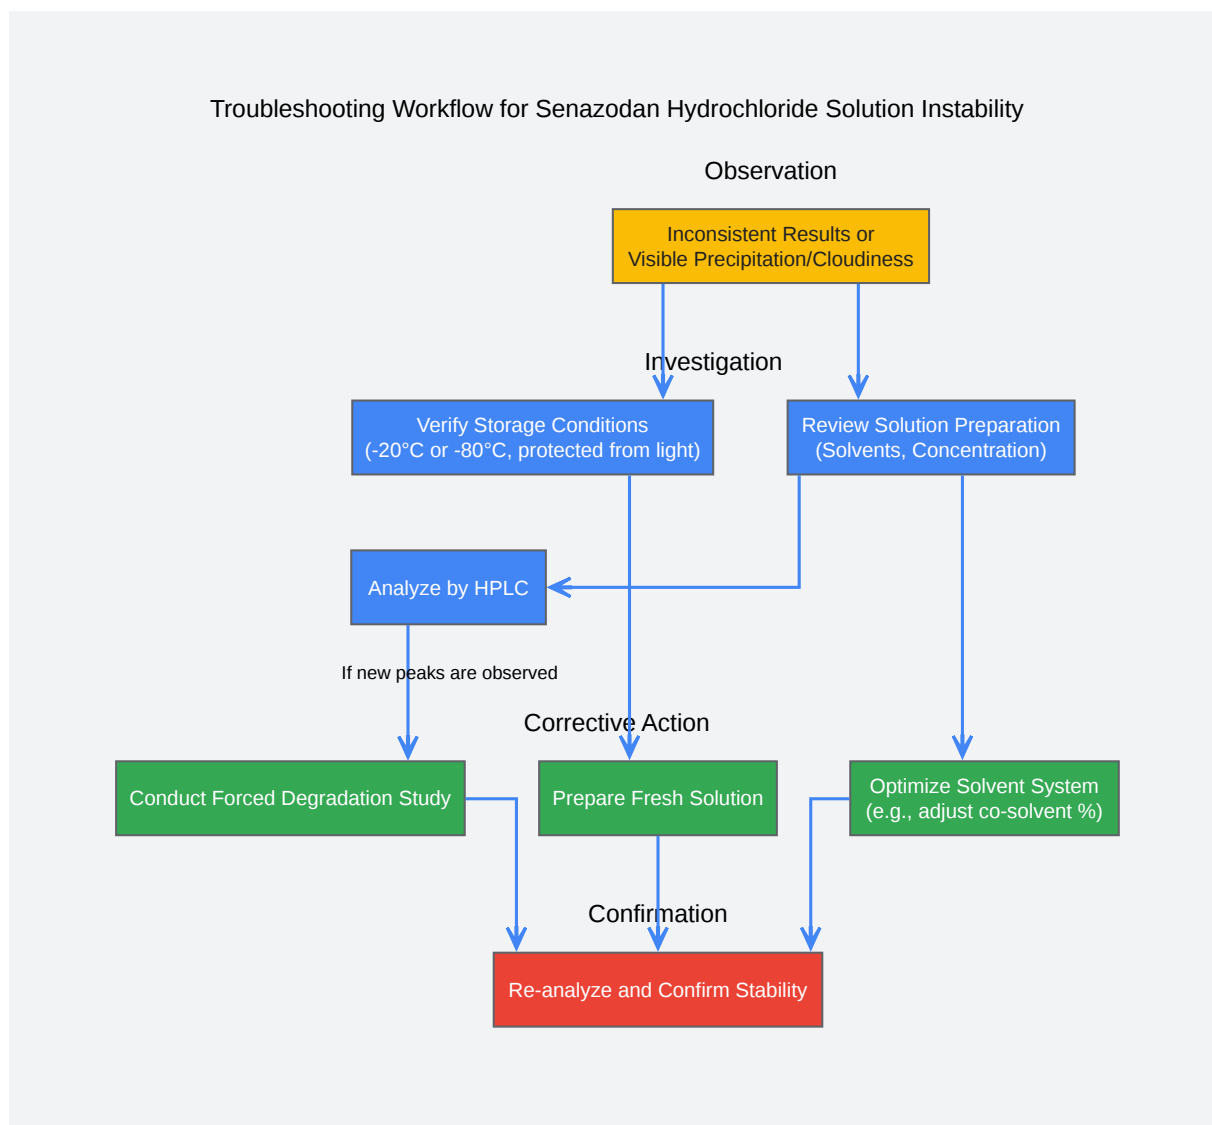 Troubleshooting Workflow for Senazodan Hydrochloride Solution Instability
Observation
Inconsistent Results or
Visible Precipitation/Cloudiness
Investigation
Verify Storage Conditions
(-20°C or -80°C, protected from light)
Review Solution Preparation
(Solvents, Concentration)
Analyze by HPLC
If new peaks are observed
Corrective Action
Conduct Forced Degradation Study
Prepare Fresh Solution
Optimize Solvent System
(e.g., adjust co-solvent %)
Confirmation
Re-analyze and Confirm Stability